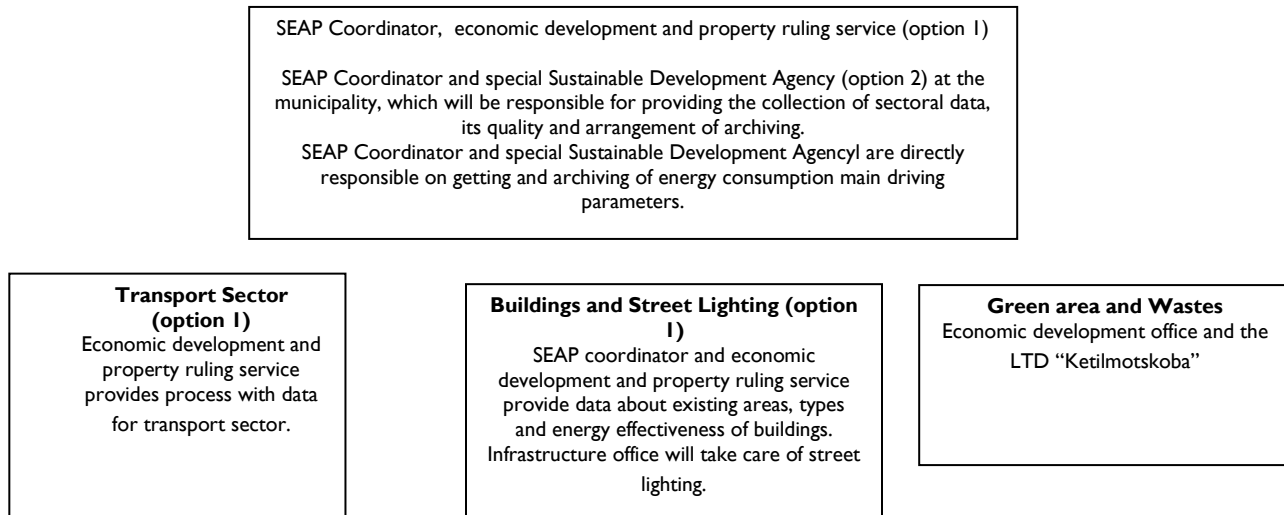 SEAP Coordinator, economic development and property ruling service (option 1)
SEAP Coordinator and special Sustainable Development Agency (option 2) at the
municipality, which will be responsible for providing the collection of sectoral data,
its quality and arrangement of archiving.
SEAP Coordinator and special Sustainable Development Agencyl are directly
responsible on getting and archiving of energy consumption main driving
parameters.
Transport Sector
(option 1)
Economic development and
property ruling service
provides process with data
for transport sector.
Buildings and Street Lighting (option
1)
SEAP coordinator and economic
development and property ruling service
provide data about existing areas, types
and energy effectiveness of buildings.
Infrastructure office will take care of street
lighting.
Green area and Wastes
Economic development office and the
LTD “Ketilmotskoba”